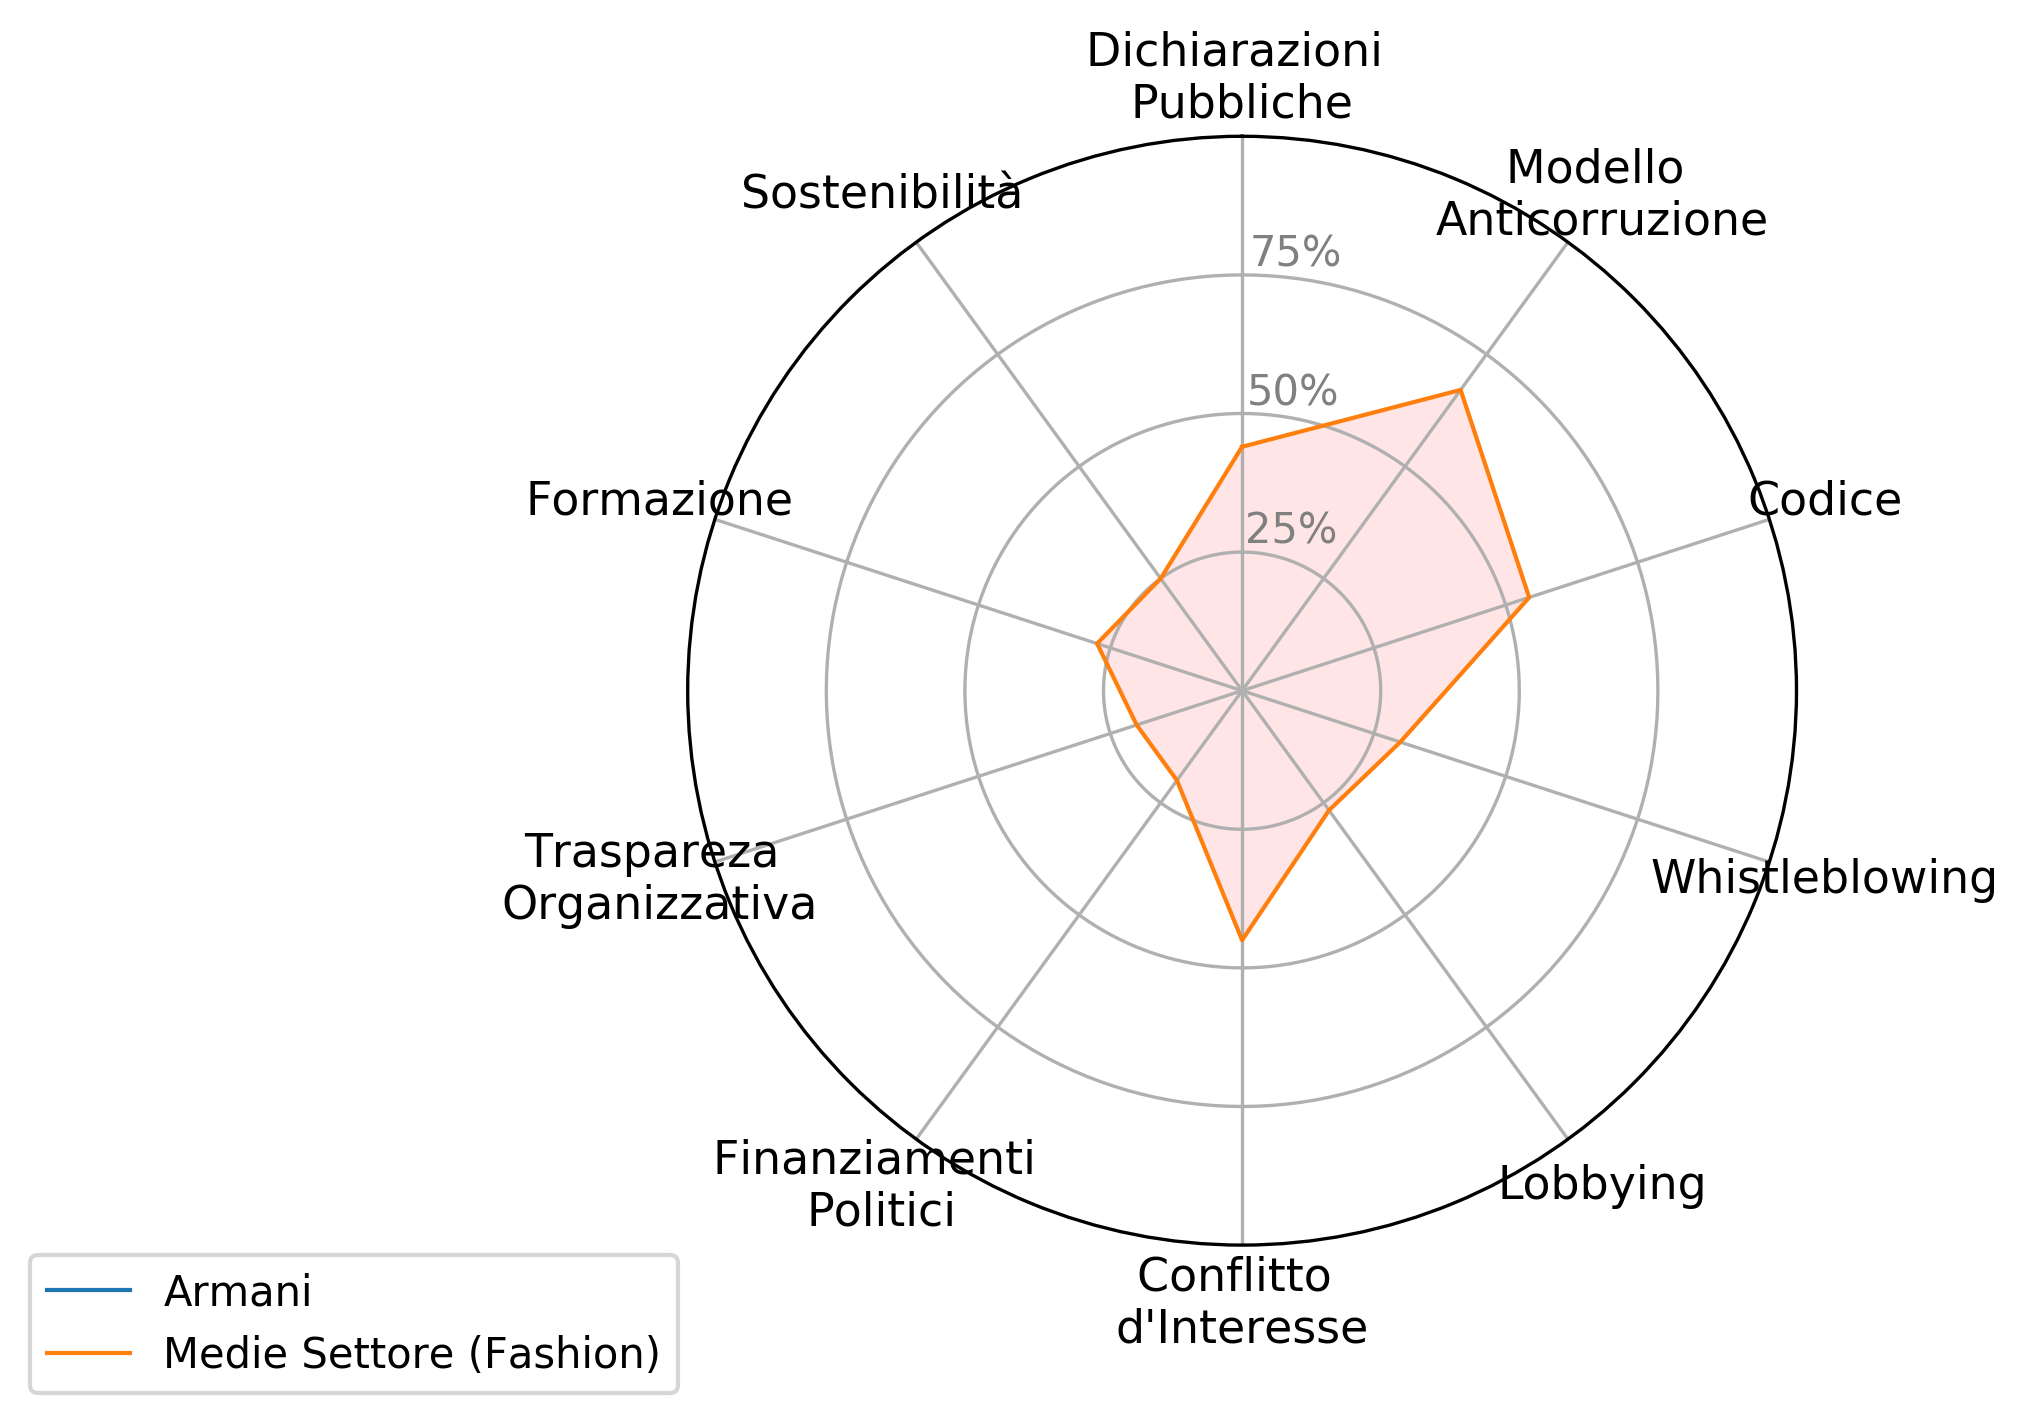 Dichiarazioni
Pubbliche
Modello
Anticorruzione
Sostenibilità
75%
50%
Formazione
Codice
25%
Traspareza
Organizzativa
Whistleblowing
Finanziamenti
Politici
Lobbying
Conflitto
d'Interesse
Armani
Medie Settore (Fashion)